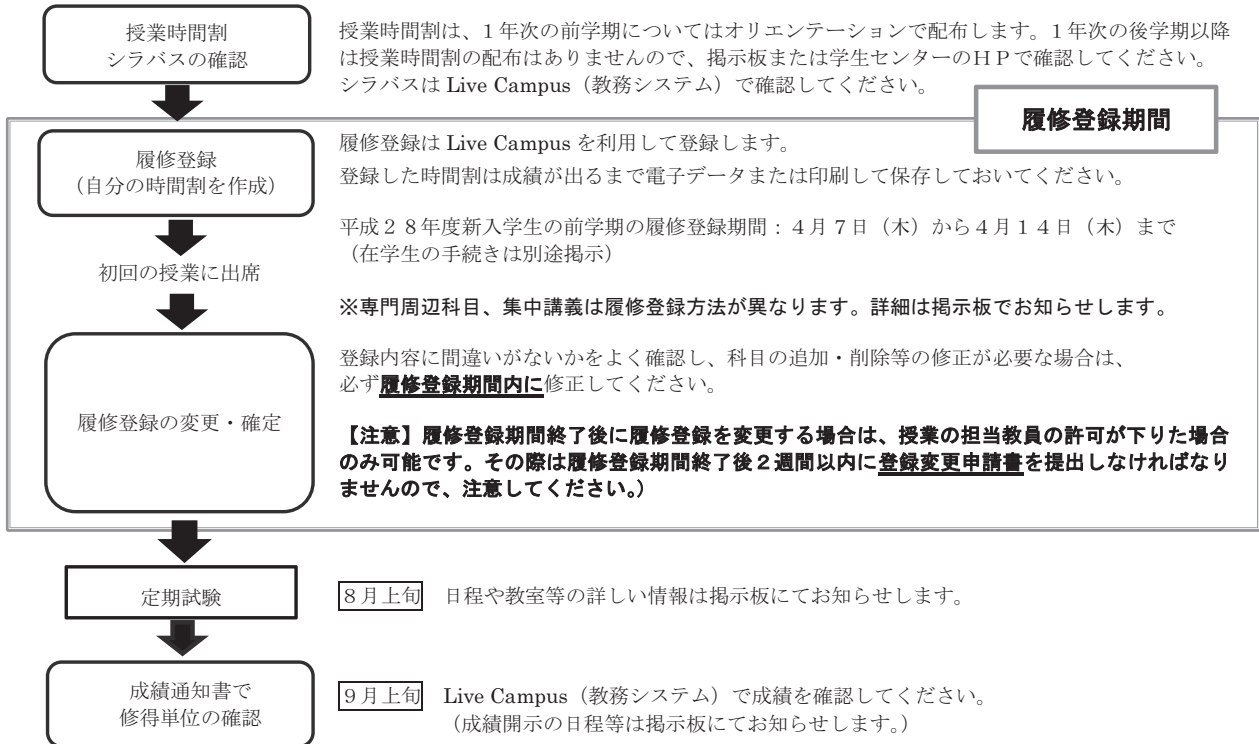 授業時間割
シラバスの確認
授業時間割は、１年次の前学期についてはオリエンテーションで配布します。１年次の後学期以降
は授業時間割の配布はありませんので、掲示板または学生センターのＨＰで確認してください。
シラバスは Live Campus（教務システム）で確認してください。
履修登録期間
履修登録
（自分の時間割を作成）
履修登録は Live Campus を利用して登録します。
登録した時間割は成績が出るまで電子データまたは印刷して保存しておいてください。
平成２８年度新入学生の前学期の履修登録期間：４月７日（木）から４月１４日（木）まで
（在学生の手続きは別途掲示）
初回の授業に出席
※専門周辺科目、集中講義は履修登録方法が異なります。詳細は掲示板でお知らせします。
履修登録の変更・確定
登録内容に間違いがないかをよく確認し、科目の追加・削除等の修正が必要な場合は、
必ず履修登録期間内に修正してください。
【注意】履修登録期間終了後に履修登録を変更する場合は、授業の担当教員の許可が下りた場合
のみ可能です。その際は履修登録期間終了後２週間以内に登録変更申請書を提出しなければなり
ませんので、注意してください。）
定期試験
８月上旬　日程や教室等の詳しい情報は掲示板にてお知らせします。
成績通知書で
修得単位の確認
９月上旬　Live Campus（教務システム）で成績を確認してください。
（成績開示の日程等は掲示板にてお知らせします。）